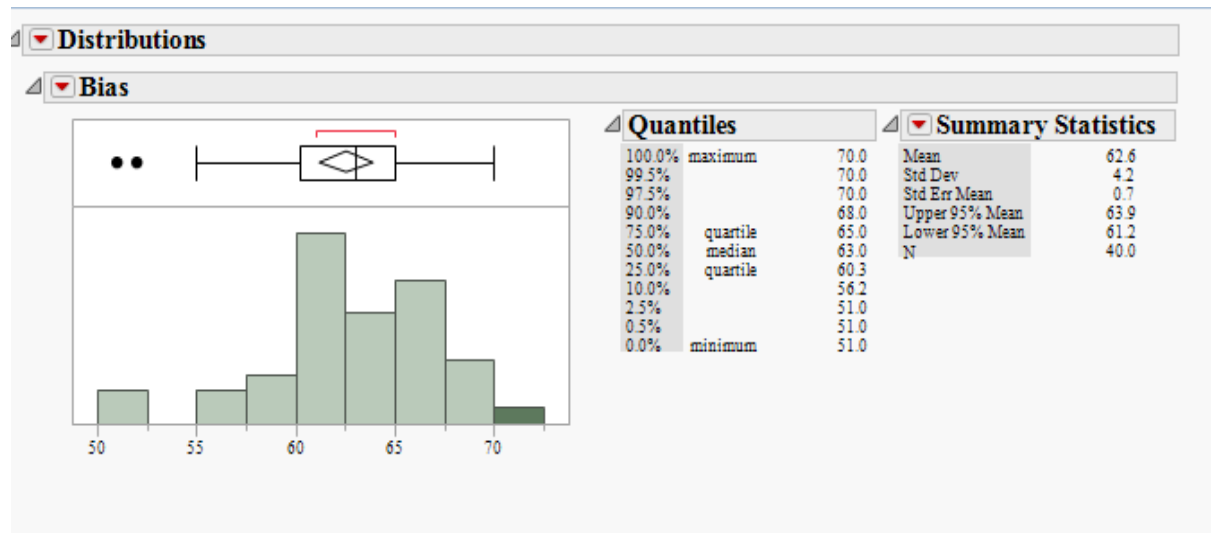 Distributions
Bias
50 55 60 65 70
Quantiles
100.0% maximum 70.0
99.5% 70.0
97.5% 70.0
90.0% 68.0
75.0% quartile 65.0
50.0% median 63.0
25.0% quartile 60.3
10.0% 56.2
2.5% 51.0
0.5% 51.0
0.0% minimum 51.0
Summary Statistics
Mean 62.6
Std Dev 4.2
Std Err Mean 0.7
Upper 95% Mean 63.9
Lower 95% Mean 61.2
N 40.0